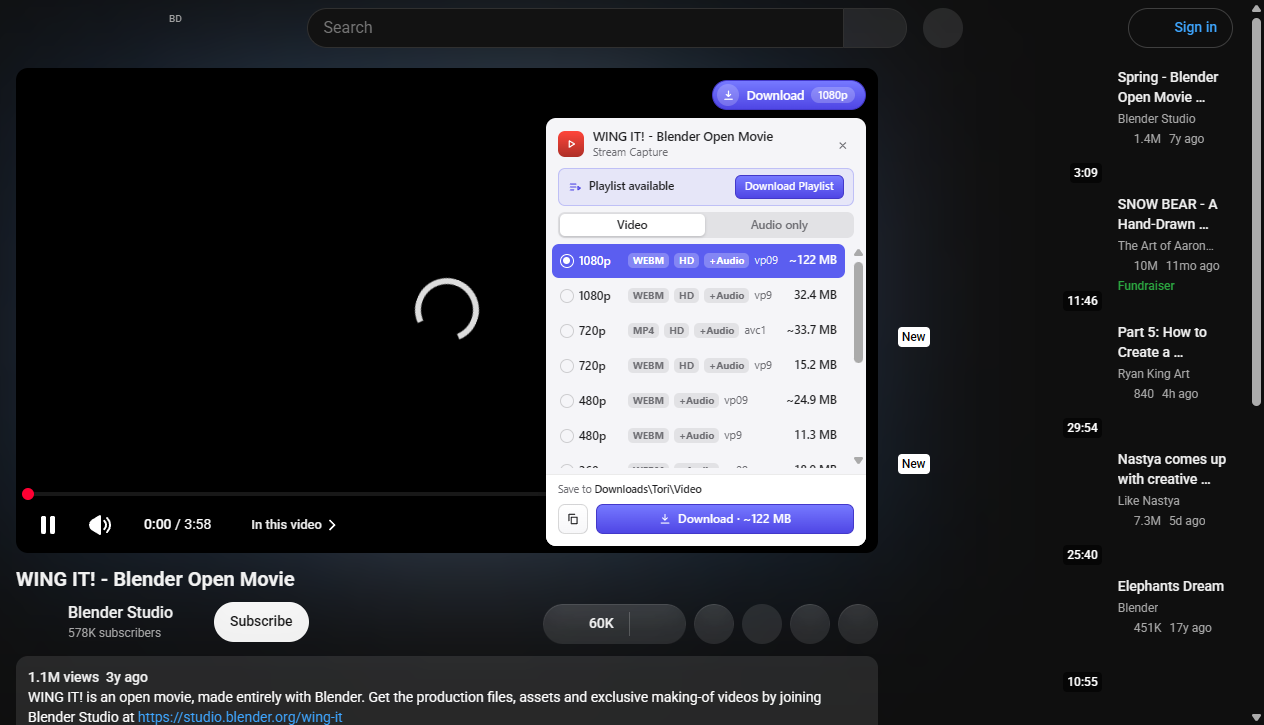 BD
Search
Sign in
Download 1080p
WING IT! - Blender Open Movie
Stream Capture
Playlist available
Download Playlist
Video
Audio only
1080p WEBM HD +Audio vp09 ~122 MB
1080p WEBM HD +Audio vp9 32.4 MB
720p MP4 HD +Audio avc1 ~33.7 MB
720p WEBM HD +Audio vp9 15.2 MB
480p WEBM +Audio vp09 ~24.9 MB
480p WEBM +Audio vp9 11.3 MB
Save to Downloads\Tori\Video
Download · ~122 MB
0:00 / 3:58
In this video
WING IT! - Blender Open Movie
Blender Studio
578K subscribers
Subscribe
60K
1.1M views 3y ago
WING IT! is an open movie, made entirely with Blender. Get the production files, assets and exclusive making-of videos by joining
Blender Studio at https://studio.blender.org/wing-it
Spring - Blender
Open Movie ...
Blender Studio
1.4M 7y ago
3:09
SNOW BEAR - A
Hand-Drawn ...
The Art of Aaron...
10M 11mo ago
Fundraiser
11:46
New
Part 5: How to
Create a ...
Ryan King Art
840 4h ago
29:54
New
Nastya comes up
with creative ...
Like Nastya
7.3M 5d ago
25:40
Elephants Dream
Blender
451K 17y ago
10:55